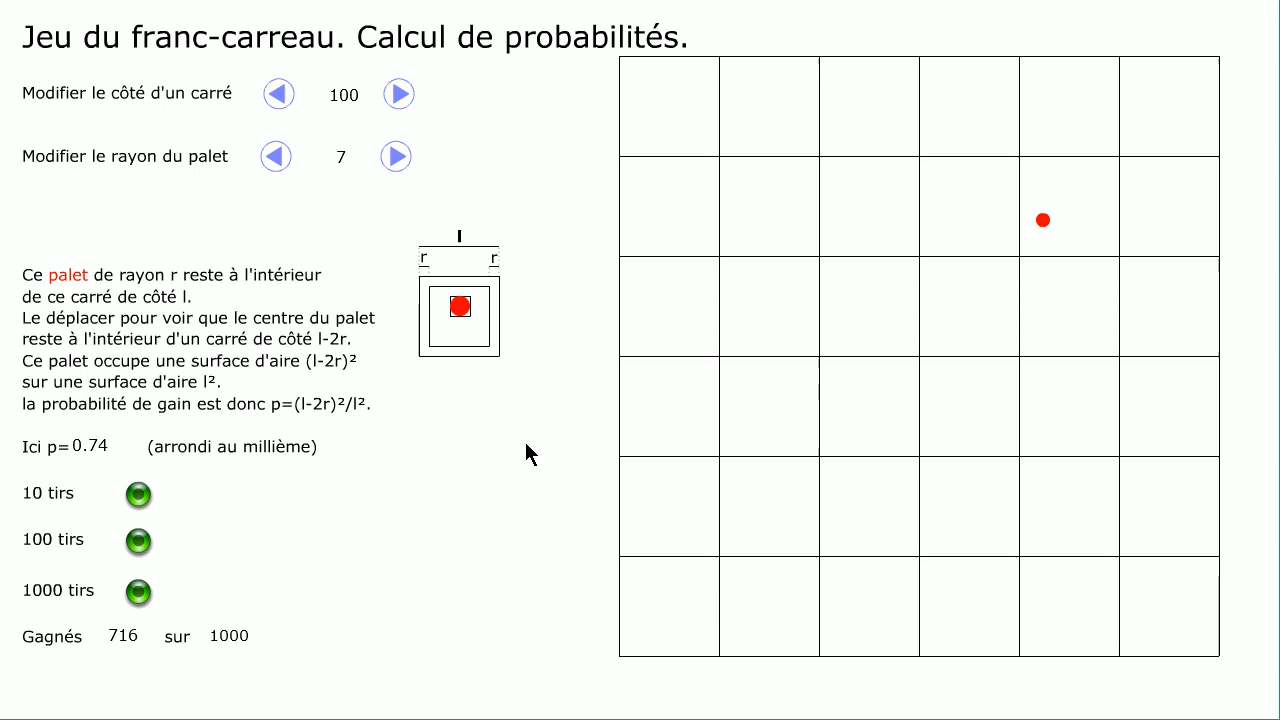 Jeu du franc-carreau. Calcul de probabilités.
Modifier le côté d'un carré 100
Modifier le rayon du palet 7
l
r r
Ce palet de rayon r reste à l'intérieur
de ce carré de côté l.
Le déplacer pour voir que le centre du palet
reste à l'intérieur d'un carré de côté l-2r.
Ce palet occupe une surface d'aire (l-2r)²
sur une surface d'aire l².
la probabilité de gain est donc p=(l-2r)²/l².
Ici p=0.74 (arrondi au millième)
10 tirs
100 tirs
1000 tirs
Gagnés 716 sur 1000